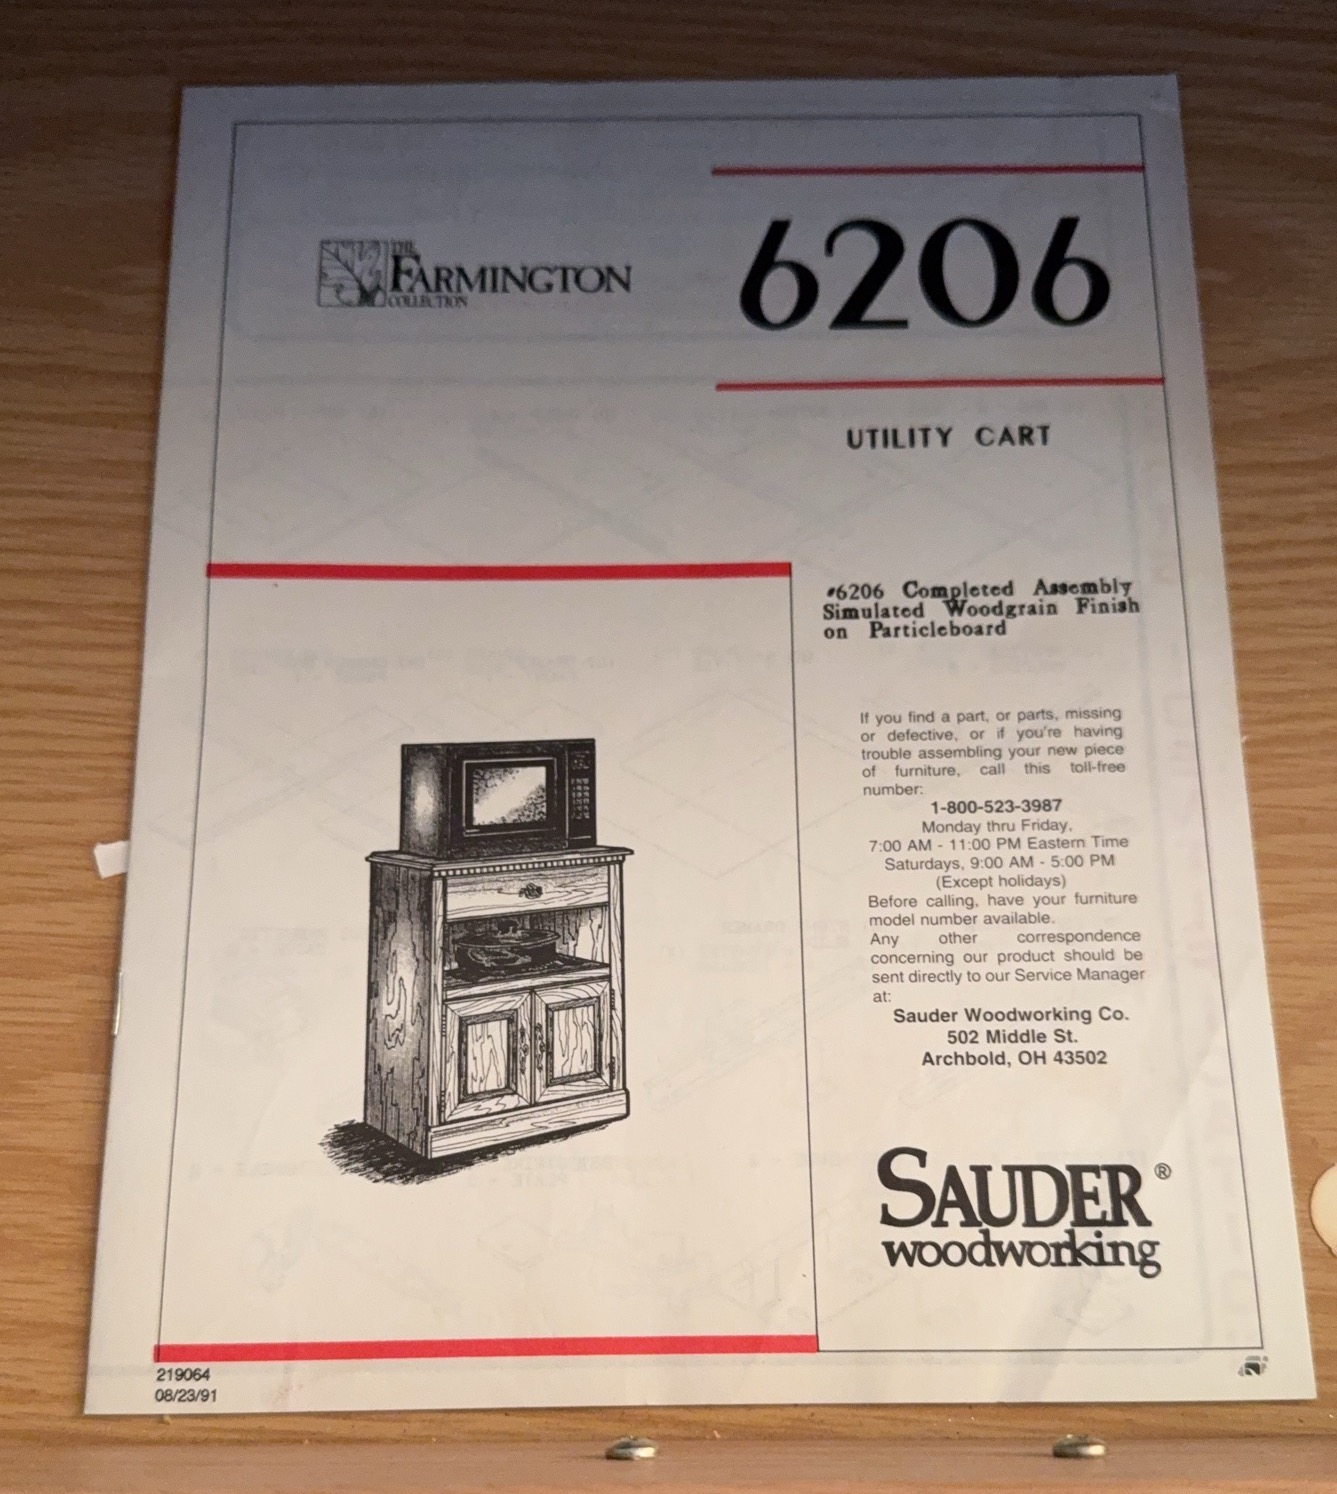 THE
FARMINGTON
COLLECTION
6206
UTILITY CART
#6206 Completed Assembly
Simulated Woodgrain Finish
on Particleboard
If you find a part, or parts, missing
or defective, or if you're having
trouble assembling your new piece
of furniture, call this toll-free
number:
1-800-523-3987
Monday thru Friday,
7:00 AM - 11:00 PM Eastern Time
Saturdays, 9:00 AM - 5:00 PM
(Except holidays)
Before calling, have your furniture
model number available.
Any other correspondence
concerning our product should be
sent directly to our Service Manager
at:
Sauder Woodworking Co.
502 Middle St.
Archbold, OH 43502
SAUDER®
woodworking
219064
08/23/91